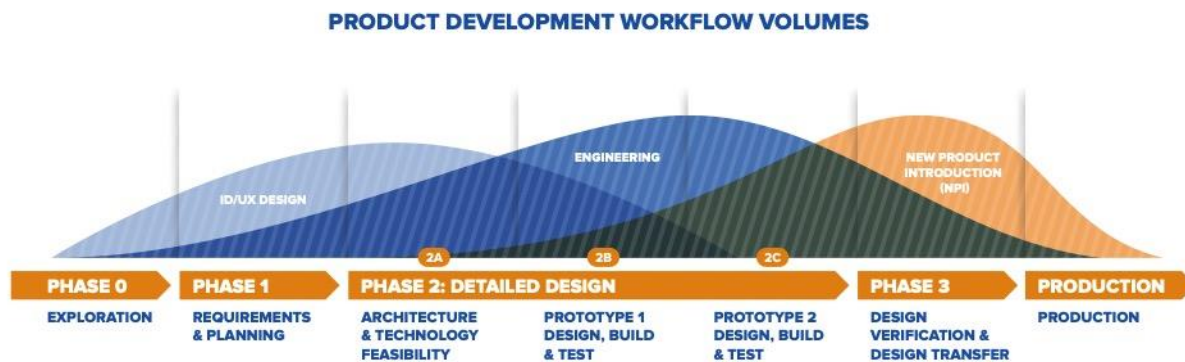 PRODUCT DEVELOPMENT WORKFLOW VOLUMES
ID/UX DESIGN
ENGINEERING
NEW PRODUCT
INTRODUCTION
(NPI)
2A
2B
2C
PHASE 0
PHASE 1
PHASE 2: DETAILED DESIGN
PHASE 3
PRODUCTION
EXPLORATION
REQUIREMENTS
& PLANNING
ARCHITECTURE
& TECHNOLOGY
FEASIBILITY
PROTOTYPE 1
DESIGN, BUILD
& TEST
PROTOTYPE 2
DESIGN, BUILD
& TEST
DESIGN
VERIFICATION &
DESIGN TRANSFER
PRODUCTION